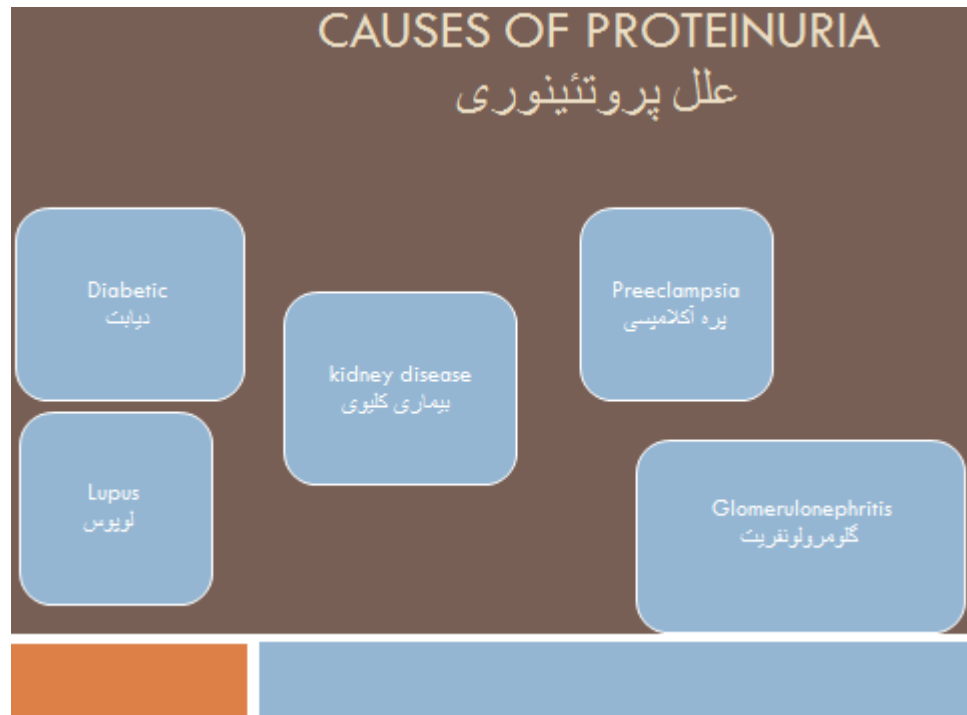 CAUSES OF PROTEINURIA
علل پروتئینوری
Diabetic
دیابت
kidney disease
بیماری کلیوی
Preeclampsia
پره آکلامپسی
Lupus
لوپوس
Glomerulonephritis
گلومرولونفریت